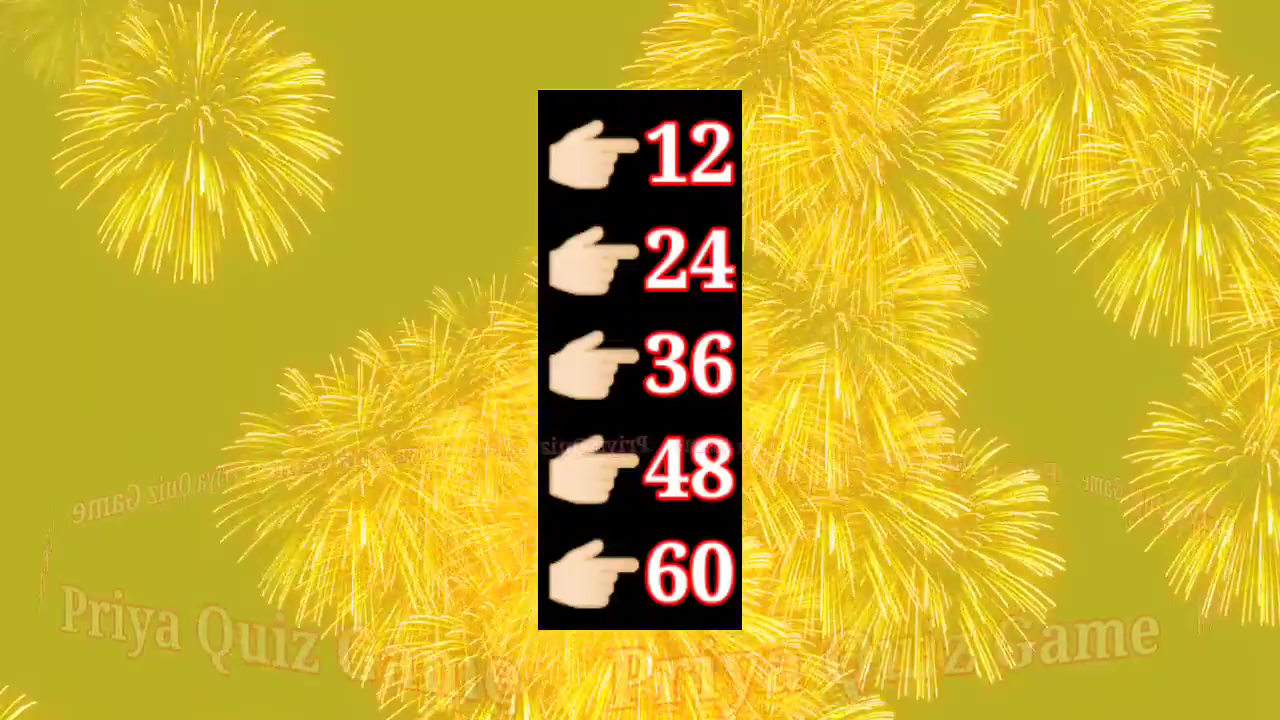 👉🏻12
👉🏻24
👉🏻36
👉🏻48
👉🏻60
Priya Quiz Game
Priya Quiz Game